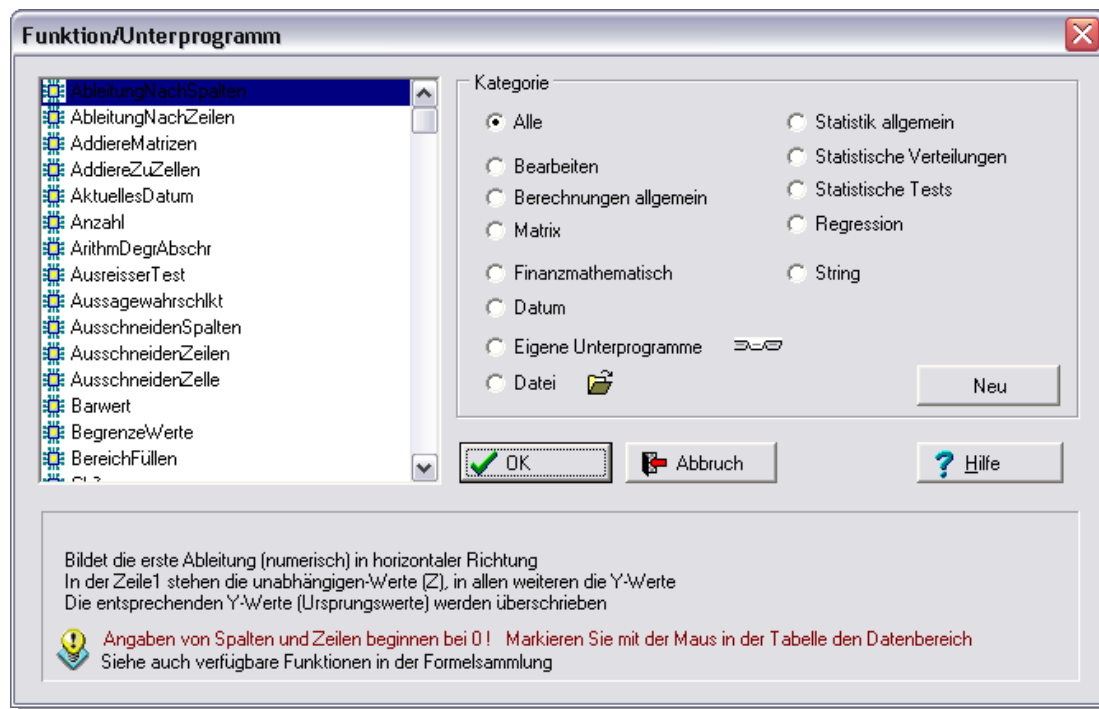 Funktion/Unterprogramm
AbleitungNachSpalten
AbleitungNachZeilen
AddiereMatrizen
AddiereZuZellen
AktuellesDatum
Anzahl
ArithmDegrAbschr
AusreisserTest
Aussagewahrschlkt
AusschneidenSpalten
AusschneidenZeilen
AusschneidenZelle
Barwert
BegrenzeWerte
BereichFüllen
Kategorie
Alle
Bearbeiten
Berechnungen allgemein
Matrix
Finanzmathematisch
Datum
Eigene Unterprogramme
Datei
Statistik allgemein
Statistische Verteilungen
Statistische Tests
Regression
String
Neu
OK
Abbruch
Hilfe
Bildet die erste Ableitung (numerisch) in horizontaler Richtung
In der Zeile1 stehen die unabhängigen-Werte (Z), in allen weiteren die Y-Werte
Die entsprechenden Y-Werte (Ursprungswerte) werden überschrieben
Angaben von Spalten und Zeilen beginnen bei 0 ! Markieren Sie mit der Maus in der Tabelle den Datenbereich
Siehe auch verfügbare Funktionen in der Formelsammlung